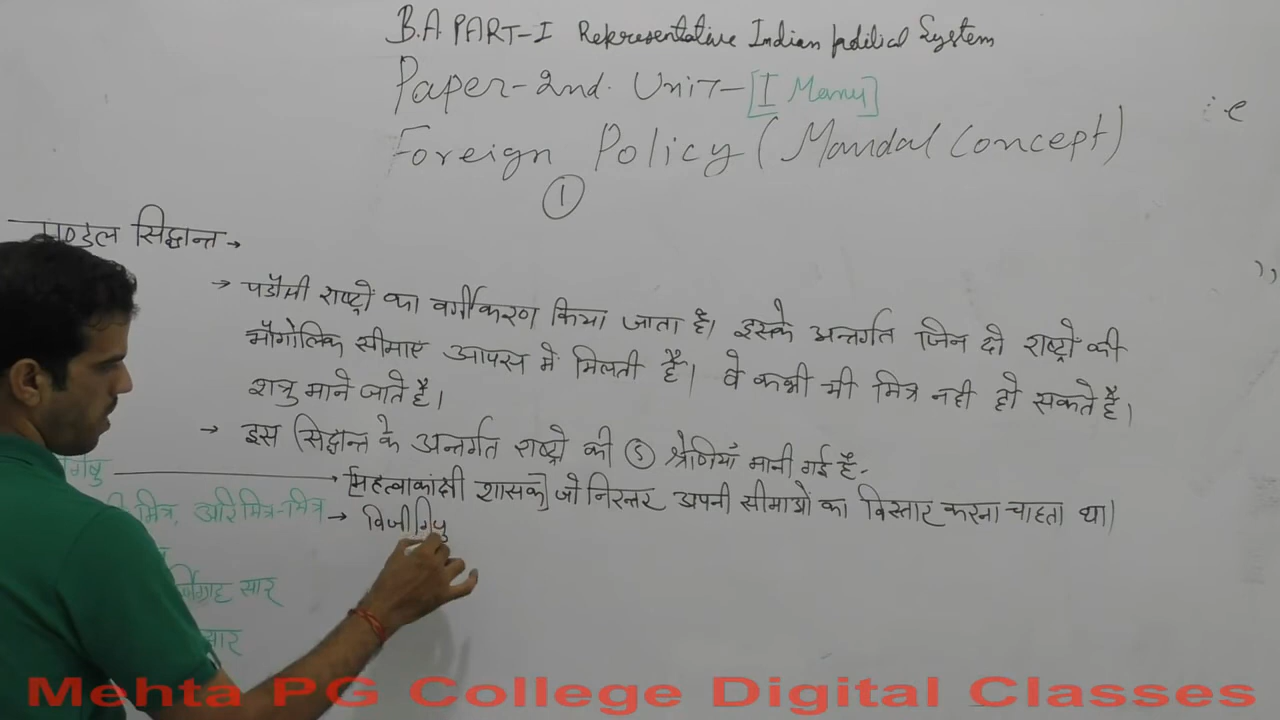 B.A PART-I Representative Indian political System
Paper-2nd. Unit-[I Manu]
Foreign Policy (Mandal Concept)
①
मण्डल सिद्धान्त →
→ पडौसी राष्ट्रों का वर्गीकरण किया जाता है। इसके अन्तर्गत जिन दो राष्ट्रो की
भौगोलिक सीमाए आपस मे मिलती है। वे कभी भी मित्र नही हो सकते है।
शत्रु माने जाते है।
→ इस सिद्धान्त के अन्तर्गत राष्ट्रो की ⑤ श्रेणियाँ मानी गई है-
→ [महत्वाकांक्षी शासक] जो निरन्तर अपनी सीमाओं का विस्तार करना चाहता था।
मित्र, अरिमित्र-मित्र → विजीगिषु
सार
सार
Mehta PG College Digital Classes